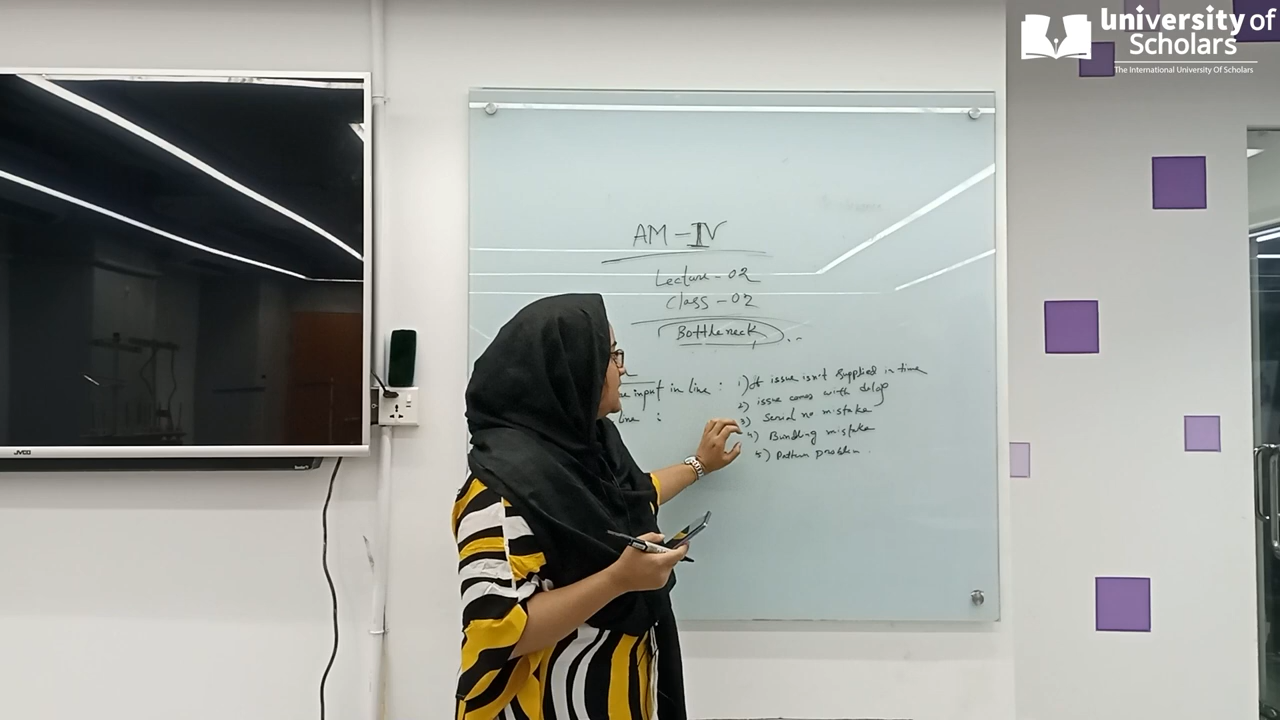 University of
Scholars
The International University Of Scholars
AM-IV
Lecture-02
Class-02
Bottleneck
input in line : 1) If issue isn't supplied in time
2) issue comes with delay
line : 3) Serial no mistake
4) Bundling mistake
5) Pattern problem.
JVCO